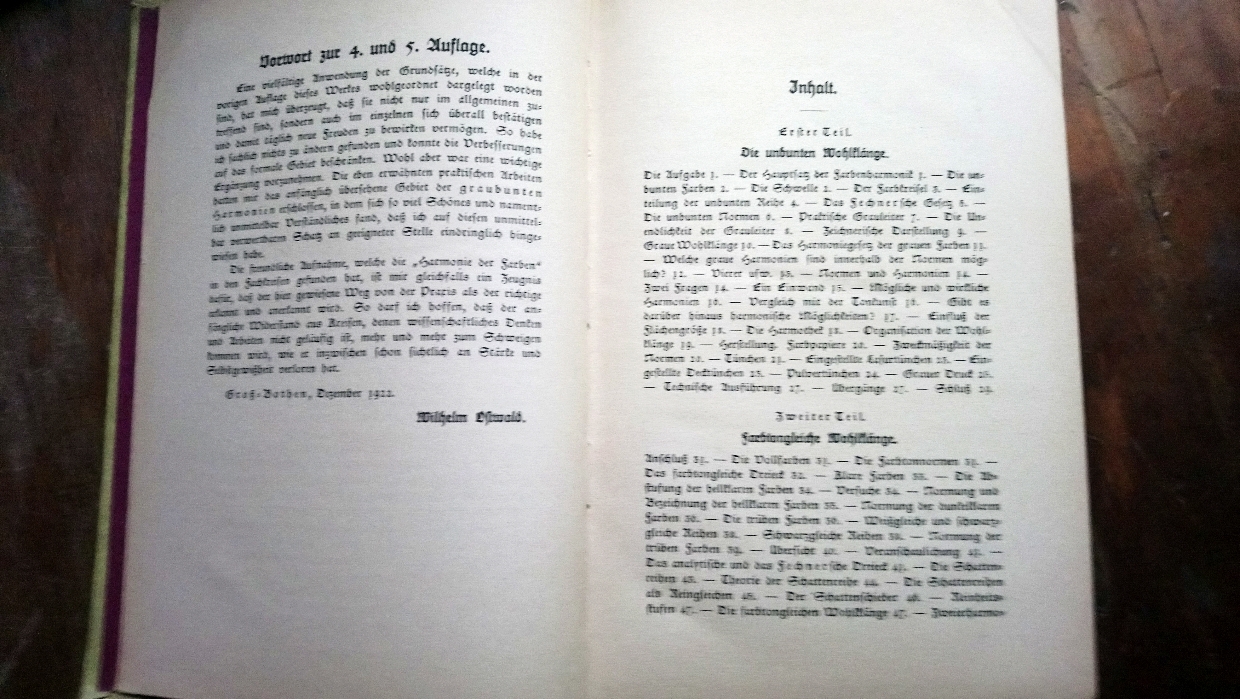 Vorwort zur 4. und 5. Auflage.
Eine vielfältige Anwendung der Grundsätze, welche in der
vorigen Auflage dieses Werkes wohlgeordnet dargelegt worden
sind, hat mich überzeugt, daß sie nicht nur im allgemeinen zu-
treffend sind, sondern auch im einzelnen sich überall bestätigen
und damit täglich neue Freuden zu bewirken vermögen. So habe
ich sachlich nichts zu ändern gefunden und konnte die Verbesserungen
auf das formale Gebiet beschränken. Wohl aber war eine wichtige
Ergänzung vorzunehmen. Die eben erwähnten praktischen Arbeiten
hatten mir das anfänglich übersehene Gebiet der graubunten
Harmonien erschlossen, in dem sich so viel Schönes und nament-
lich unmittelbar Verständliches fand, daß ich auf diesen unmittel-
bar verwertbaren Schatz an geeigneter Stelle eindringlich hinge-
wiesen habe.
Die freundliche Aufnahme, welche die „Harmonie der Farben“
in den Fachkreisen gefunden hat, ist mir gleichfalls ein Zeugnis
dafür, daß der hier gewiesene Weg von der Praxis als der richtige
erkannt und anerkannt wird. So darf ich hoffen, daß der an-
fängliche Widerstand aus Kreisen, denen wissenschaftliches Denken
und Arbeiten nicht geläufig ist, mehr und mehr zum Schweigen
kommen wird, wie er inzwischen schon sichtlich an Stärke und
Selbstgewißheit verloren hat.
Groß-Bothen, Dezember 1922.
Wilhelm Ostwald.
Inhalt.
Erster Teil.
Die unbunten Wohlklänge.
Die Aufgabe 1. — Der Hauptsatz der Farbenharmonik 1. — Die un-
bunten Farben 2. — Die Schwelle 2. — Der Farbkreisel 3. — Ein-
teilung der unbunten Reihe 4. — Das Fechnersche Gesetz 5. —
Die unbunten Normen 6. — Praktische Grauleiter 7. — Die Un-
endlichkeit der Grauleiter 8. — Zeichnerische Darstellung 9. —
Graue Wohlklänge 10. — Das Harmoniegesetz der grauen Farben 11.
— Welche graue Harmonien sind innerhalb der Normen mög-
lich? 12. — Vierer usw. 13. — Normen und Harmonien 14. —
Zwei Fragen 14. — Ein Einwand 15. — Mögliche und wirkliche
Harmonien 16. — Vergleich mit der Tonkunst 16. — Gibt es
darüber hinaus harmonische Möglichkeiten? 17. — Einfluß der
Flächengröße 18. — Die Harmothek 18. — Organisation der Wohl-
klänge 19. — Herstellung. Farbpapiere 20. — Zweckmäßigkeit der
Normen 20. — Tünchen 21. — Eingestellte Lasurtünchen 23. — Ein-
gestellte Decktünchen 23. — Pulvertünchen 24. — Grauer Druck 25.
— Technische Ausführung 27. — Übergänge 27. — Schluß 29.
Zweiter Teil.
Farbtongleiche Wohlklänge.
Anschluß 31. — Die Vollfarben 31. — Die Farbtonnormen 31. —
Das farbtongleiche Dreieck 32. — Klare Farben 33. — Die Ab-
stufung der hellklaren Farben 34. — Versuche 34. — Normung und
Bezeichnung der hellklaren Farben 35. — Normung der dunkelklaren
Farben 36. — Die trüben Farben 36. — Weißgleiche und schwarz-
gleiche Reihen 38. — Schwarzgleiche Reihen 38. — Normung der
trüben Farben 39. — Übersicht 40. — Veranschaulichung 41. —
Das analytische und das Fechnersche Dreieck 41. — Die Schatten-
reihen 43. — Theorie der Schattenreihe 44. — Die Schattenreihen
als Reingleichen 45. — Der Schattenschieber 46. — Reinheits-
stufen 47. — Die farbtongleichen Wohlklänge 47. — Zweierharmo-